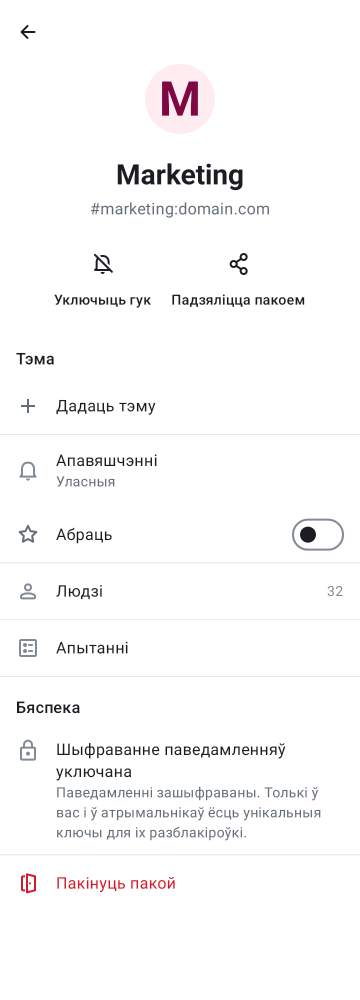 M
Marketing
#marketing:domain.com
Уключыць гук
Падзяліцца пакоем
Тэма
Дадаць тэму
Апавяшчэнні
Уласныя
Абраць
Людзі
32
Апытанні
Бяспека
Шыфраванне паведамленняў
уключана
Паведамленні зашыфраваны. Толькі ў
вас і ў атрымальнікаў ёсць унікальныя
ключы для іх разблакіроўкі.
Пакінуць пакой